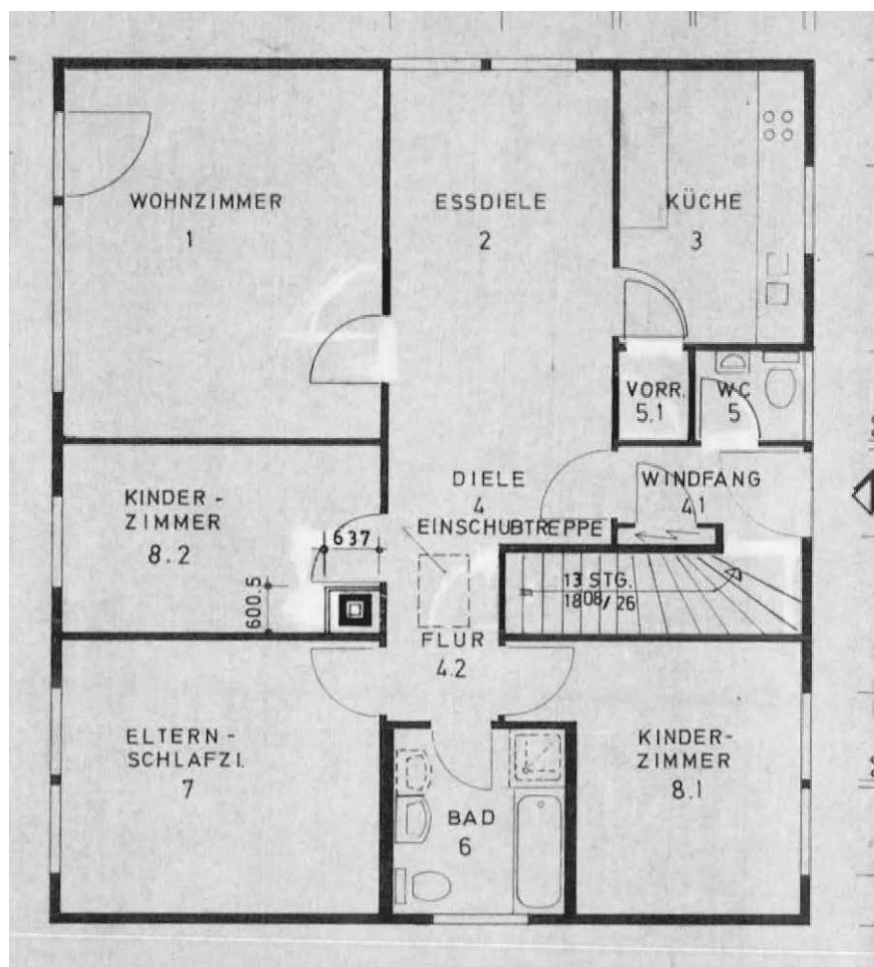 WOHNZIMMER
1
ESSDIELE
2
KÜCHE
3
VORR.
5.1
WC
5
DIELE
4
WINDFANG
4.1
EINSCHUBTREPPE
KINDER-
ZIMMER
8.2
637
600.5
13 STG.
18 08/26
FLUR
4.2
ELTERN-
SCHLAFZI.
7
BAD
6
KINDER-
ZIMMER
8.1